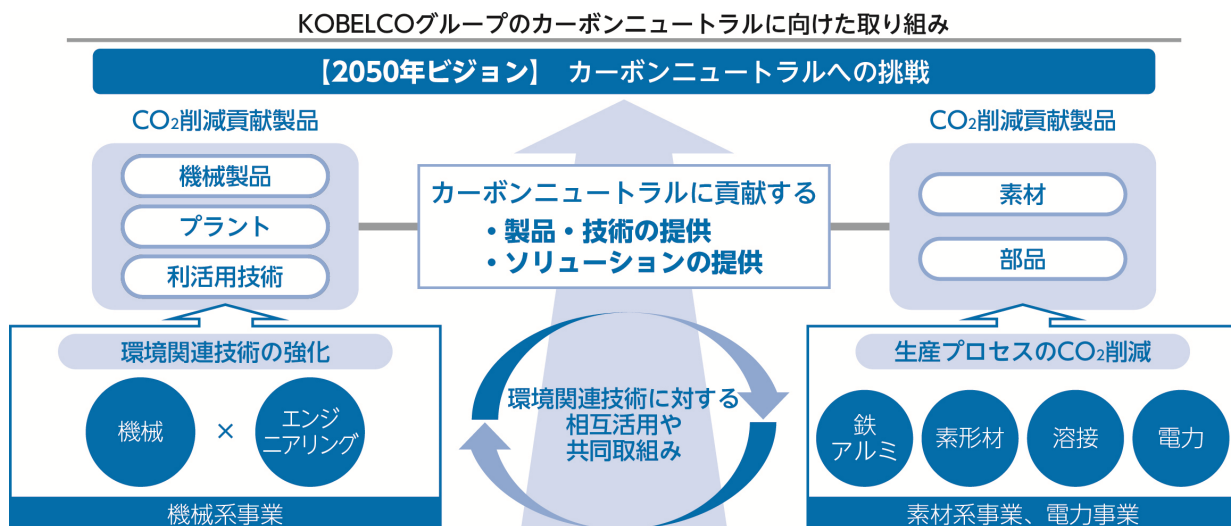 KOBELCOグループのカーボンニュートラルに向けた取り組み
【2050年ビジョン】 カーボンニュートラルへの挑戦
CO₂削減貢献製品
機械製品
プラント
利活用技術
カーボンニュートラルに貢献する
・製品・技術の提供
・ソリューションの提供
CO₂削減貢献製品
素材
部品
環境関連技術の強化
機械
×
エンジ
ニアリング
機械系事業
環境関連技術に対する
相互活用や
共同取組み
生産プロセスのCO₂削減
鉄
アルミ
素形材
溶接
電力
素材系事業、電力事業